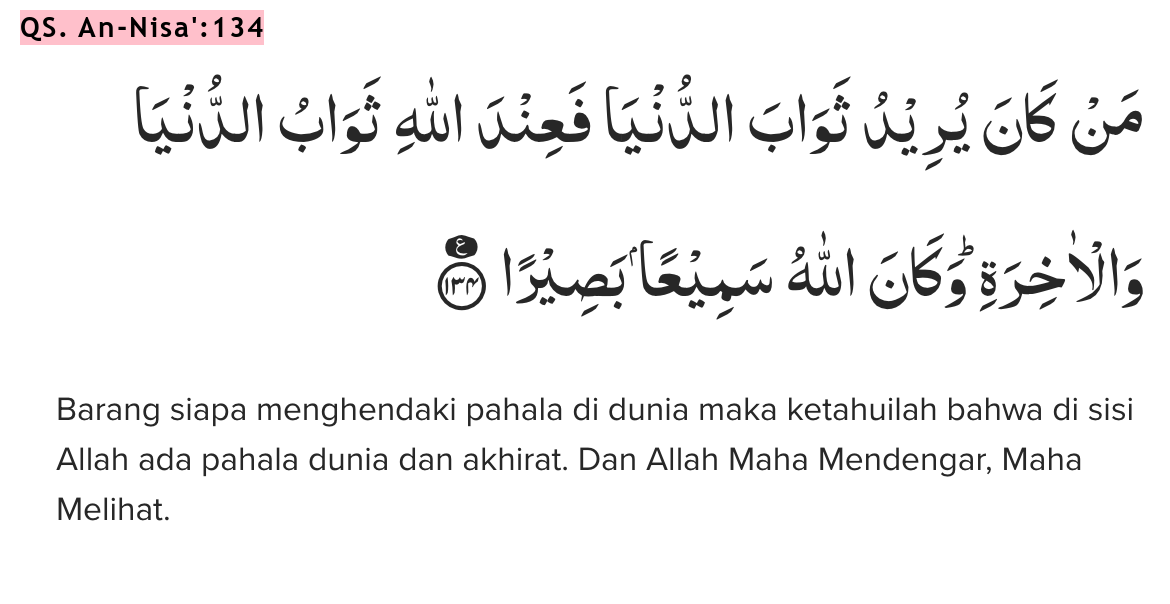 QS. An-Nisa':134
مَنْ كَانَ يُرِيْدُ ثَوَابَ الدُّنْيَا فَعِنْدَ اللّٰهِ ثَوَابُ الدُّنْيَا
وَالْاٰخِرَةِ ۗوَكَانَ اللّٰهُ سَمِيْعًاۢ بَصِيْرًا ࣖ ١٣٤
Barang siapa menghendaki pahala di dunia maka ketahuilah bahwa di sisi
Allah ada pahala dunia dan akhirat. Dan Allah Maha Mendengar, Maha
Melihat.